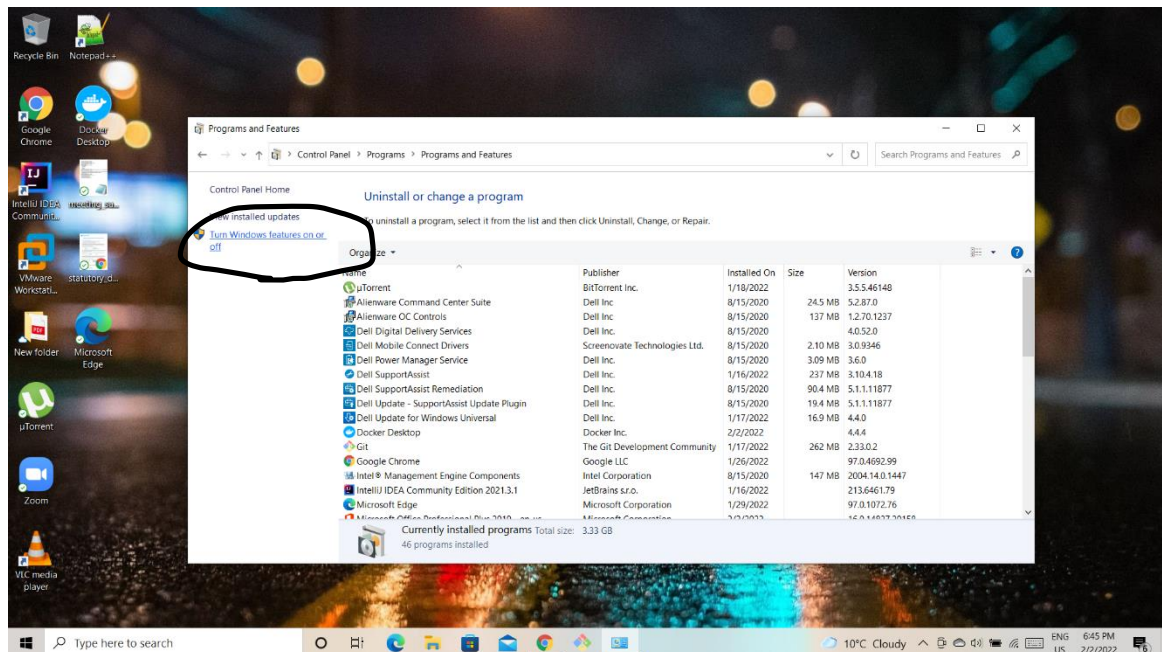 Recycle Bin
Notepad++
Google
Chrome
Docker
Desktop
IntelliJ IDEA
Communit...
meeting_su...
VMware
Workstati...
statutory_d...
New folder
Microsoft
Edge
µTorrent
Zoom
VLC media
player
Programs and Features
Control Panel > Programs > Programs and Features
Search Programs and Features
Control Panel Home
View installed updates
Turn Windows features on or
off
Uninstall or change a program
To uninstall a program, select it from the list and then click Uninstall, Change, or Repair.
Organize
Name Publisher Installed On Size Version
µTorrent BitTorrent Inc. 1/18/2022 3.5.5.46148
Alienware Command Center Suite Dell Inc 8/15/2020 24.5 MB 5.2.87.0
Alienware OC Controls Dell Inc 8/15/2020 137 MB 1.2.70.1237
Dell Digital Delivery Services Dell Inc. 8/15/2020 4.0.52.0
Dell Mobile Connect Drivers Screenovate Technologies Ltd. 8/15/2020 2.10 MB 3.0.9346
Dell Power Manager Service Dell Inc. 8/15/2020 3.09 MB 3.6.0
Dell SupportAssist Dell Inc. 1/16/2022 237 MB 3.10.4.18
Dell SupportAssist Remediation Dell Inc. 8/15/2020 90.4 MB 5.1.1.11877
Dell Update - SupportAssist Update Plugin Dell Inc. 8/15/2020 19.4 MB 5.1.1.11877
Dell Update for Windows Universal Dell Inc. 1/17/2022 16.9 MB 4.4.0
Docker Desktop Docker Inc. 2/2/2022 4.4.4
Git The Git Development Community 1/17/2022 262 MB 2.33.0.2
Google Chrome Google LLC 1/26/2022 97.0.4692.99
Intel® Management Engine Components Intel Corporation 8/15/2020 147 MB 2004.14.0.1447
IntelliJ IDEA Community Edition 2021.3.1 JetBrains s.r.o. 1/16/2022 213.6461.79
Microsoft Edge Microsoft Corporation 1/29/2022 97.0.1072.76
Microsoft Office Professional Plus 2019 - en-us Microsoft Corporation 2/2/2022
Currently installed programs Total size: 3.33 GB
46 programs installed
Type here to search
10°C Cloudy
ENG
US
6:45 PM
2/2/2022
6